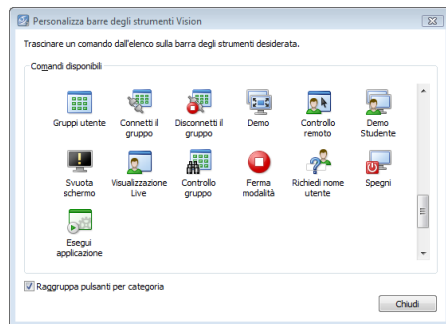 Personalizza barre degli strumenti Vision
Trascinare un comando dall'elenco sulla barra degli strumenti desiderata.
Comandi disponibili
Gruppi utente
Connetti il
gruppo
Disconnetti il
gruppo
Demo
Controllo
remoto
Demo
Studente
Svuota
schermo
Visualizzazione
Live
Controllo
gruppo
Ferma
modalità
Richiedi nome
utente
Spegni
Esegui
applicazione
Raggruppa pulsanti per categoria
Chiudi